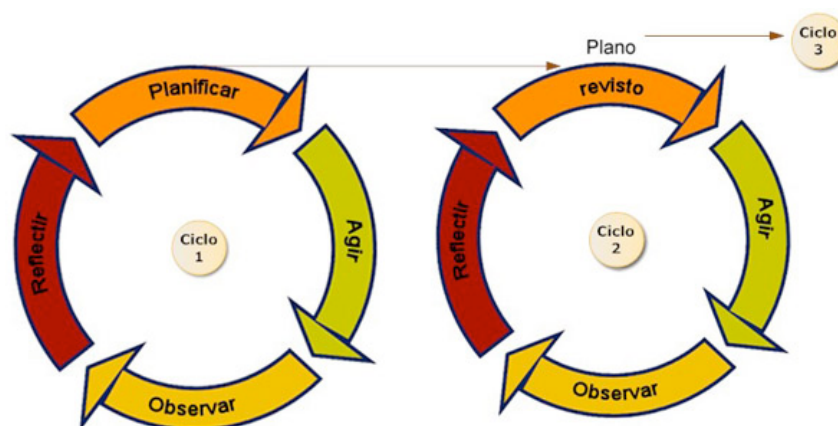 Planificar
Agir
Observar
Reflectir
Ciclo
1
Plano
revisto
Agir
Observar
Reflectir
Ciclo
2
Ciclo
3